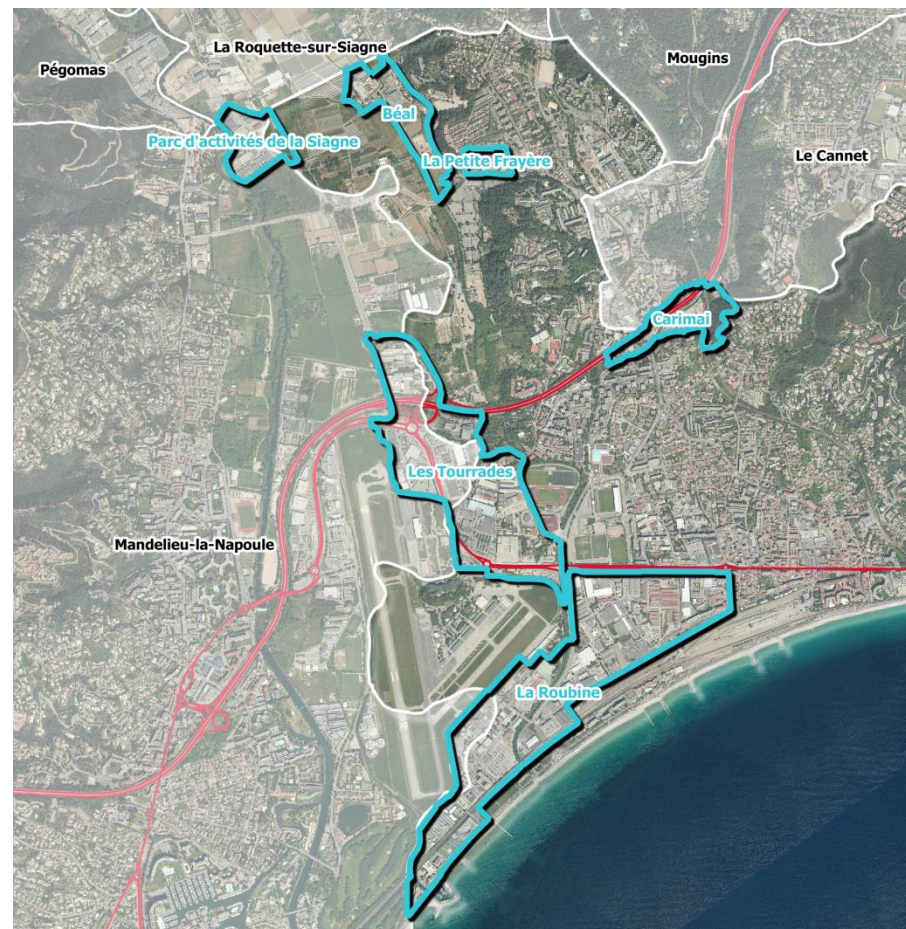 La Roquette-sur-Siagne
Mougins
Pégomas
Béal
Parc d'activités de la Siagne
La Petite Frayère
Le Cannet
Carimai
Les Tourrades
Mandelieu-la-Napoule
La Roubine